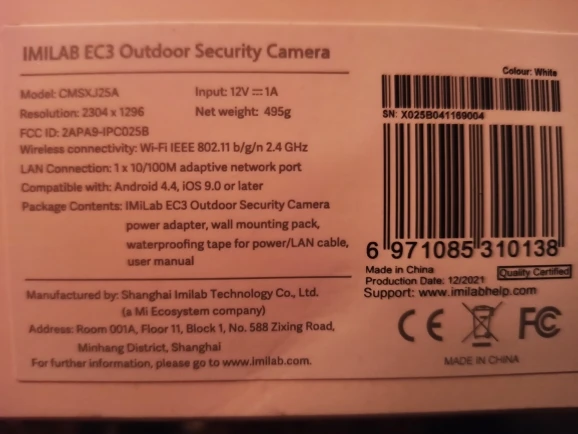 IMILAB EC3 Outdoor Security Camera
Model: CMSXJ25A Input: 12V⎓1A
Resolution: 2304 x 1296 Net weight: 495g
FCC ID: 2APA9-IPC025B
Wireless connectivity: Wi-Fi IEEE 802.11 b/g/n 2.4 GHz
LAN Connection: 1 x 10/100M adaptive network port
Compatible with: Android 4.4, iOS 9.0 or later
Package Contents: IMILab EC3 Outdoor Security Camera
power adapter, wall mounting pack,
waterproofing tape for power/LAN cable,
user manual
Manufactured by: Shanghai Imilab Technology Co., Ltd.
(a Mi Ecosystem company)
Address: Room 001A, Floor 11, Block 1, No. 588 Zixing Road,
Minhang District, Shanghai
For further information, please go to www.imilab.com.
Colour: White
SN: X025B041169004
6 971085 310138
Made in China
Production Date: 12/2021 Quality Certified
Support: www.imilabhelp.com
CE FC
MADE IN CHINA